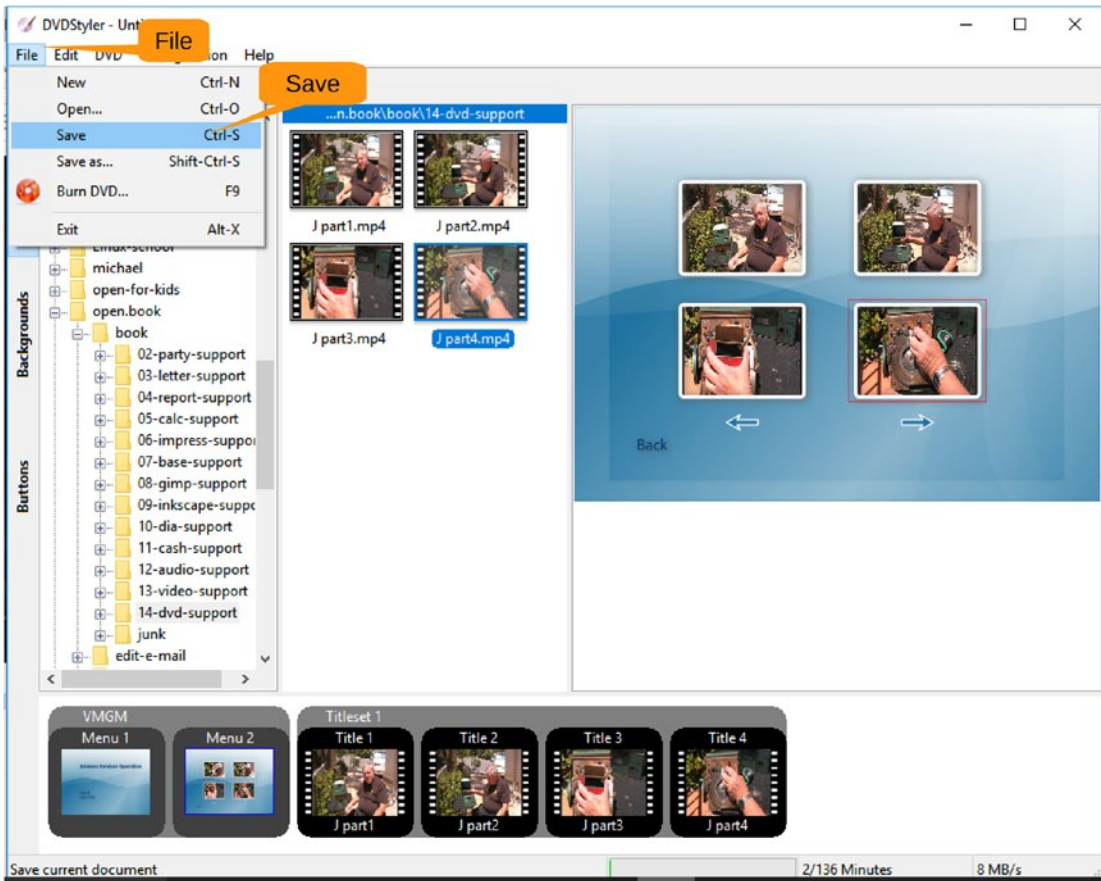 DVDStyler - Unt
File
File Edit DVD ion Help
New Ctrl-N
Save
Open... Ctrl-O
Save Ctrl-S
Save as... Shift-Ctrl-S
Burn DVD... F9
Exit Alt-X
...n.book\book\14-dvd-support
J part1.mp4 J part2.mp4
J part3.mp4 J part4.mp4
Backgrounds
Buttons
Linux-school
michael
open-for-kids
open.book
book
02-party-support
03-letter-support
04-report-support
05-calc-support
06-impress-suppor
07-base-support
08-gimp-support
09-inkscape-suppo
10-dia-support
11-cash-support
12-audio-support
13-video-support
14-dvd-support
junk
edit-e-mail
Back
VMGM Titleset 1
Menu 1 Menu 2 Title 1 Title 2 Title 3 Title 4
J part1 J part2 J part3 J part4
Save current document 2/136 Minutes 8 MB/s